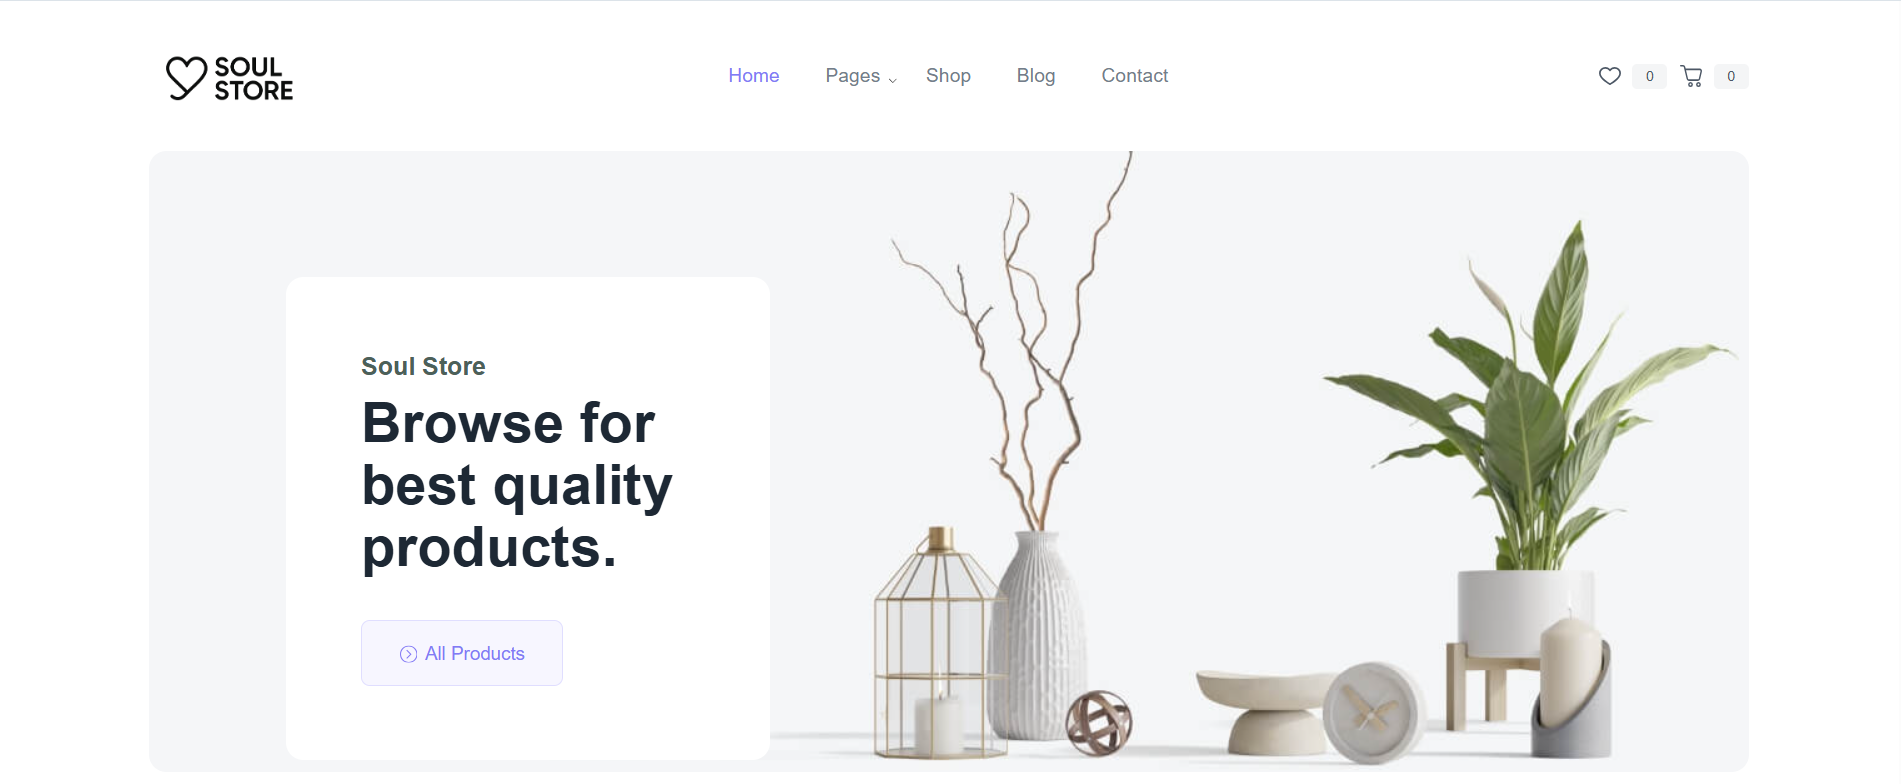 SOUL
STORE
Home Pages Shop Blog Contact
0 0
Soul Store
Browse for
best quality
products.
All Products